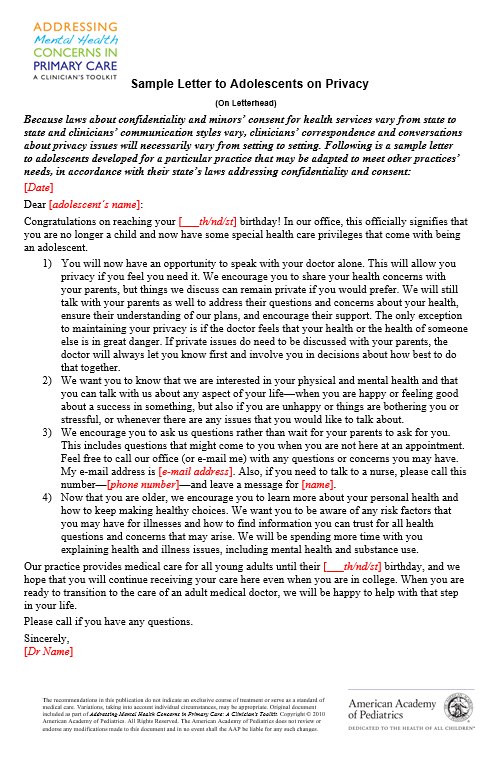 ADDRESSING
Mental Health
CONCERNS IN
PRIMARY CARE
A CLINICIAN'S TOOLKIT
Sample Letter to Adolescents on Privacy
(On Letterhead)
Because laws about confidentiality and minors' consent for health services vary from state to
state and clinicians' communication styles vary, clinicians' correspondence and conversations
about privacy issues will necessarily vary from setting to setting. Following is a sample letter
to adolescents developed for a particular practice that may be adapted to meet other practices'
needs, in accordance with their state's laws addressing confidentiality and consent:
[Date]
Dear [adolescent's name]:
Congratulations on reaching your [___th/nd/st] birthday! In our office, this officially signifies that
you are no longer a child and now have some special health care privileges that come with being
an adolescent.
1) You will now have an opportunity to speak with your doctor alone. This will allow you
privacy if you feel you need it. We encourage you to share your health concerns with
your parents, but things we discuss can remain private if you would prefer. We will still
talk with your parents as well to address their questions and concerns about your health,
ensure their understanding of our plans, and encourage their support. The only exception
to maintaining your privacy is if the doctor feels that your health or the health of someone
else is in great danger. If private issues do need to be discussed with your parents, the
doctor will always let you know first and involve you in decisions about how best to do
that together.
2) We want you to know that we are interested in your physical and mental health and that
you can talk with us about any aspect of your life—when you are happy or feeling good
about a success in something, but also if you are unhappy or things are bothering you or
stressful, or whenever there are any issues that you would like to talk about.
3) We encourage you to ask us questions rather than wait for your parents to ask for you.
This includes questions that might come to you when you are not here at an appointment.
Feel free to call our office (or e-mail me) with any questions or concerns you may have.
My e-mail address is [e-mail address]. Also, if you need to talk to a nurse, please call this
number—[phone number]—and leave a message for [name].
4) Now that you are older, we encourage you to learn more about your personal health and
how to keep making healthy choices. We want you to be aware of any risk factors that
you may have for illnesses and how to find information you can trust for all health
questions and concerns that may arise. We will be spending more time with you
explaining health and illness issues, including mental health and substance use.
Our practice provides medical care for all young adults until their [___th/nd/st] birthday, and we
hope that you will continue receiving your care here even when you are in college. When you are
ready to transition to the care of an adult medical doctor, we will be happy to help with that step
in your life.
Please call if you have any questions.
Sincerely,
[Dr Name]
The recommendations in this publication do not indicate an exclusive course of treatment or serve as a standard of
medical care. Variations, taking into account individual circumstances, may be appropriate. Original document
included as part of Addressing Mental Health Concerns in Primary Care: A Clinician's Toolkit. Copyright © 2010
American Academy of Pediatrics. All Rights Reserved. The American Academy of Pediatrics does not review or
endorse any modifications made to this document and in no event shall the AAP be liable for any such changes.
American Academy
of Pediatrics
DEDICATED TO THE HEALTH OF ALL CHILDREN®